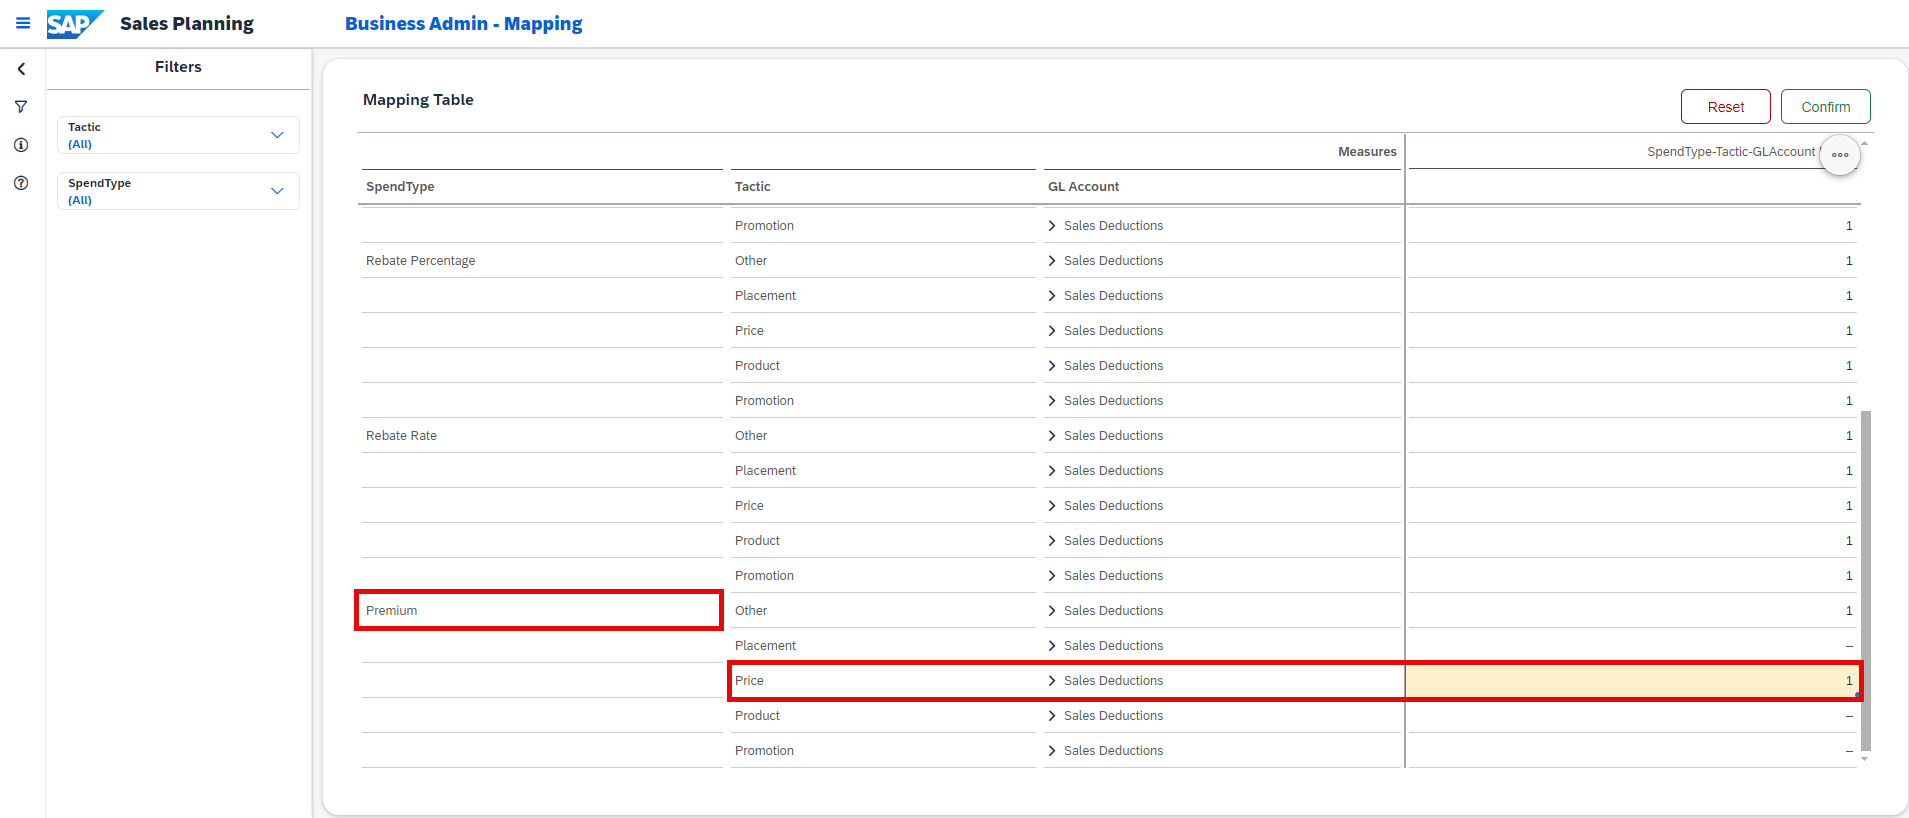 SAP Sales Planning Business Admin - Mapping
Filters
Tactic
(All)
SpendType
(All)
Mapping Table
Reset Confirm
Measures SpendType-Tactic-GLAccount
SpendType Tactic GL Account
Promotion Sales Deductions 1
Rebate Percentage Other Sales Deductions 1
Placement Sales Deductions 1
Price Sales Deductions 1
Product Sales Deductions 1
Promotion Sales Deductions 1
Rebate Rate Other Sales Deductions 1
Placement Sales Deductions 1
Price Sales Deductions 1
Product Sales Deductions 1
Promotion Sales Deductions 1
Premium Other Sales Deductions 1
Placement Sales Deductions –
Price Sales Deductions 1
Product Sales Deductions –
Promotion Sales Deductions –